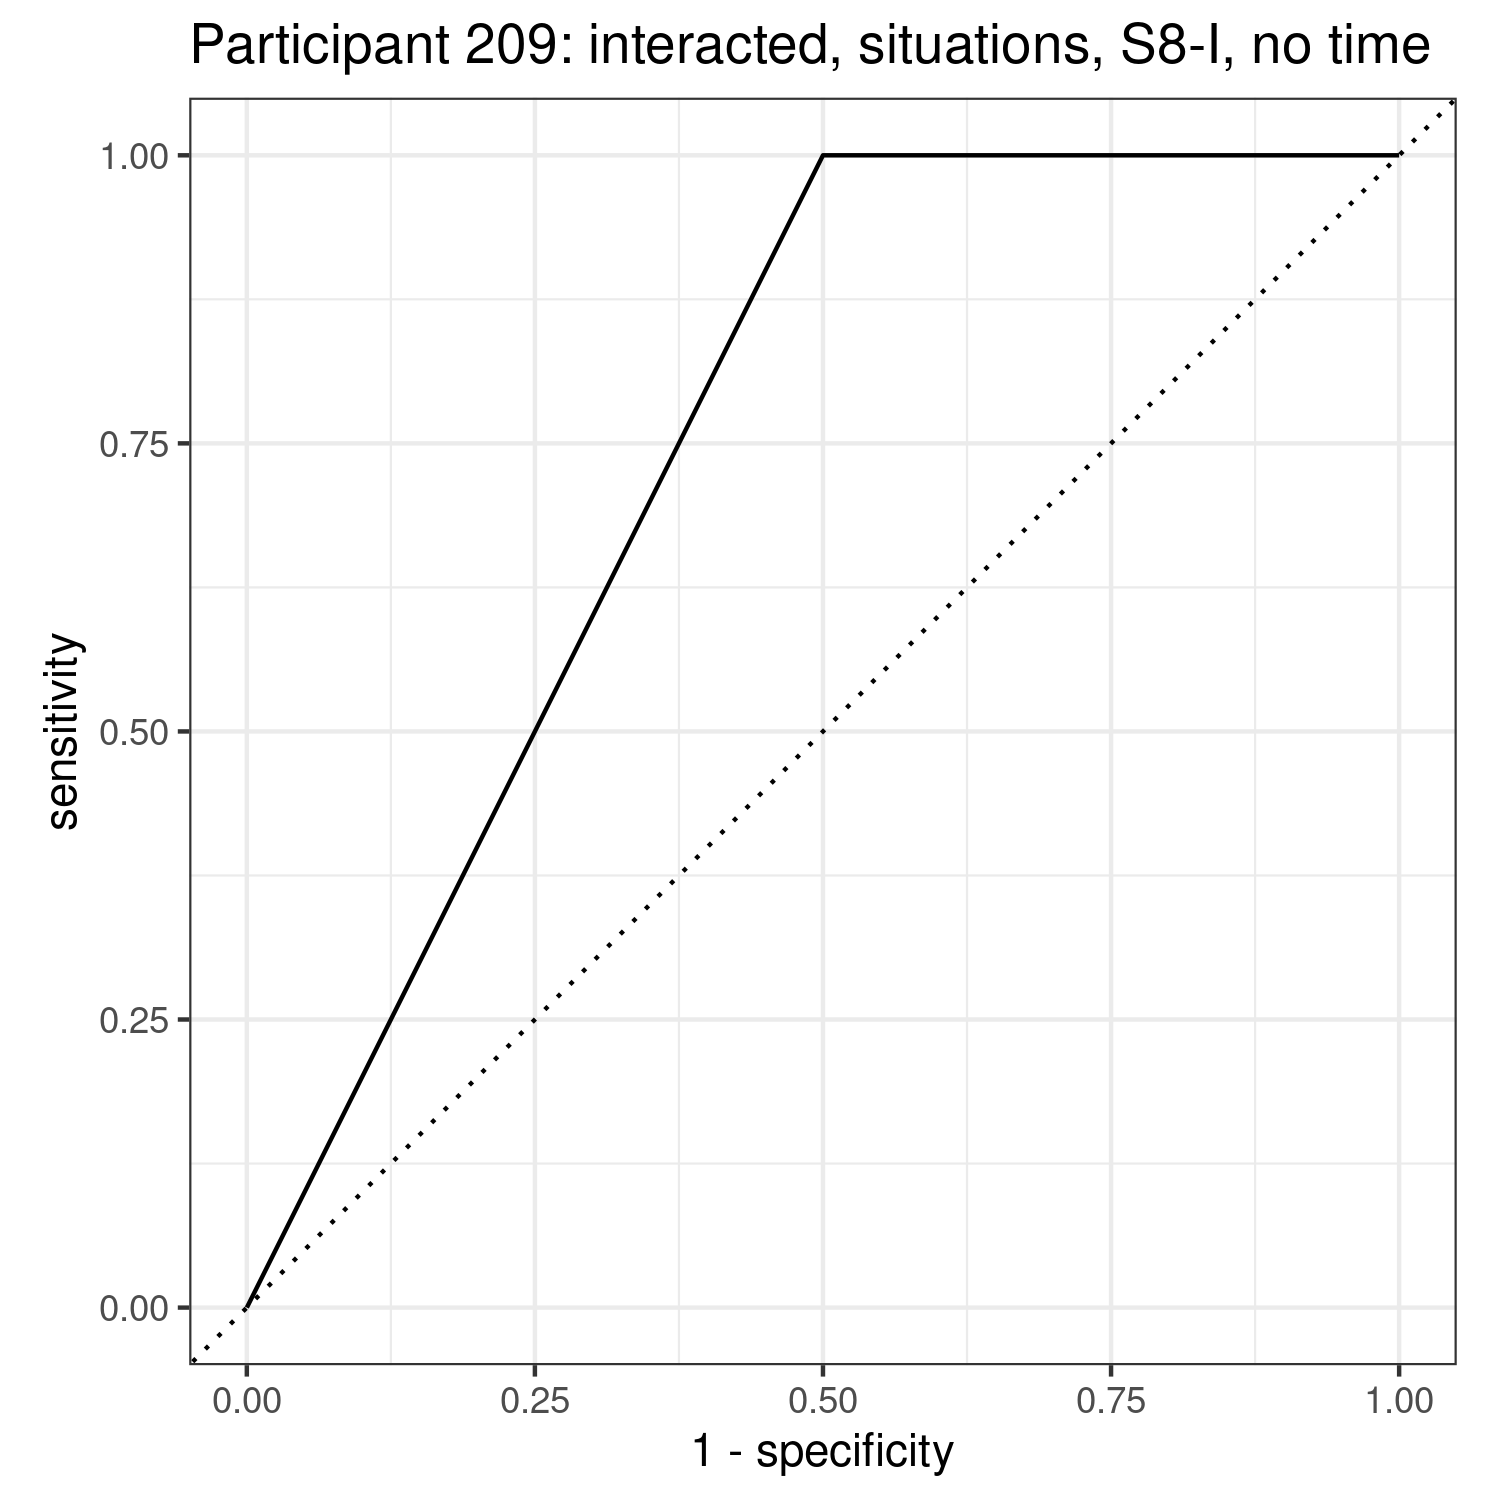 Participant 209: interacted, situations, S8-I, no time
1.00
0.75
0.50
0.25
0.00
sensitivity
0.00 0.25 0.50 0.75 1.00
1 - specificity